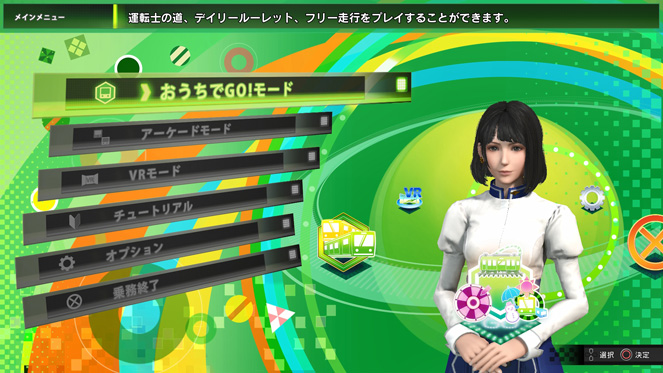 メインメニュー
運転士の道、デイリールーレット、フリー走行をプレイすることができます。
おうちでGO!モード
アーケードモード
VRモード
チュートリアル
オプション
乗務終了
VR
選択
決定